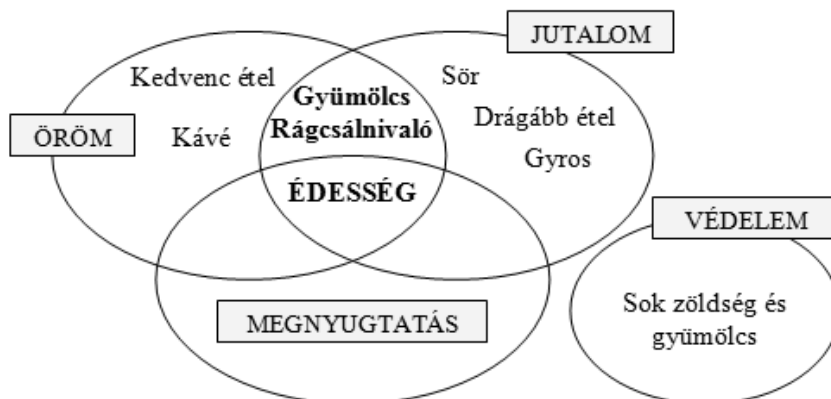 JUTALOM
Kedvenc étel
Sör
Gyümölcs
Rágcsálnivaló
Drágább étel
ÖRÖM
Kávé
Gyros
ÉDESSÉG
VÉDELEM
Sok zöldség és
gyümölcs
MEGNYUGTATÁS